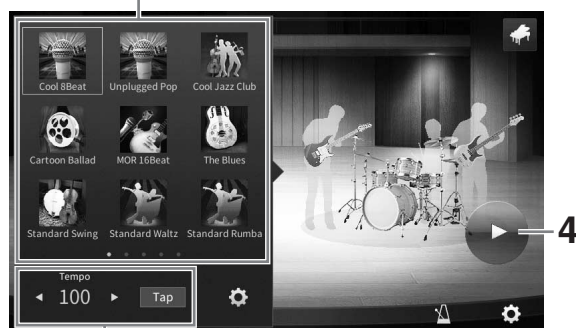 Cool 8Beat Unplugged Pop Cool Jazz Club
Cartoon Ballad MOR 16Beat The Blues
Standard Swing Standard Waltz Standard Rumba
Tempo
100 Tap
4